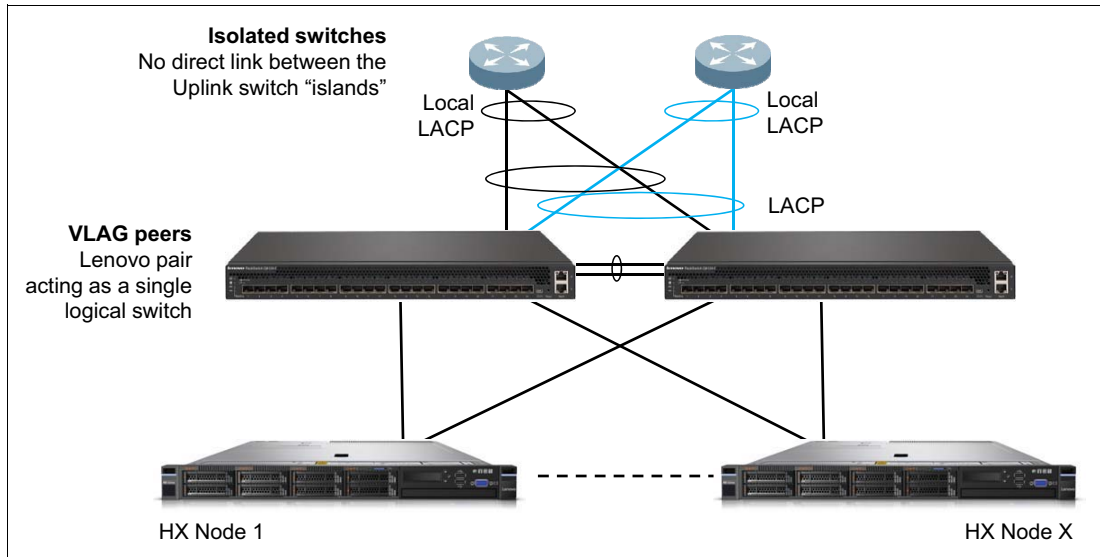 Isolated switches
No direct link between the
Uplink switch “islands”
Local
LACP
Local
LACP
LACP
VLAG peers
Lenovo pair
acting as a single
logical switch
HX Node 1
HX Node X